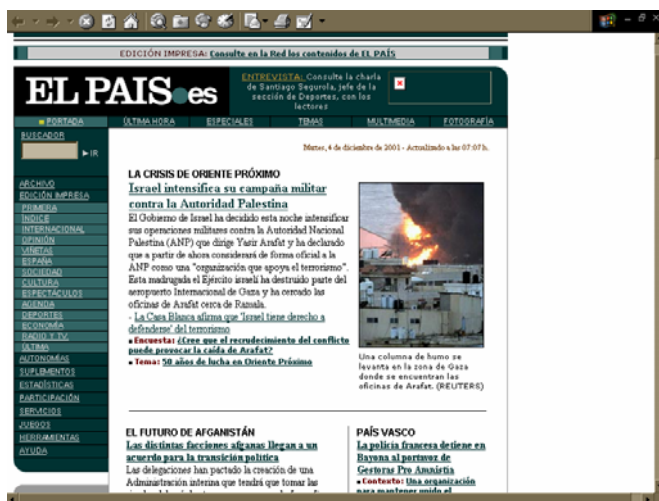 EDICIÓN IMPRESA: Consulte en la Red los contenidos de EL PAÍS
EL PAIS.es
ENTREVISTA: Consulte la charla
de Santiago Segurola, jefe de la
sección de Deportes, con los
lectores
PORTADA
ÚLTIMA HORA
ESPECIALES
TEMAS
MULTIMEDIA
FOTOGRAFÍA
BUSCADOR
IR
ARCHIVO
EDICIÓN IMPRESA
PRIMERA
ÍNDICE
INTERNACIONAL
OPINIÓN
VIÑETAS
ESPAÑA
SOCIEDAD
CULTURA
ESPECTÁCULOS
AGENDA
DEPORTES
ECONOMÍA
RADIO Y TV
ÚLTIMA
AUTONOMÍAS
SUPLEMENTOS
ESTADÍSTICAS
PARTICIPACIÓN
SERVICIOS
JUEGOS
HERRAMIENTAS
AYUDA
Martes, 4 de diciembre de 2001 - Actualizado a las 07:07 h.
LA CRISIS DE ORIENTE PRÓXIMO
Israel intensifica su campaña militar
contra la Autoridad Palestina
El Gobierno de Israel ha decidido esta noche intensificar
sus operaciones militares contra la Autoridad Nacional
Palestina (ANP) que dirige Yasir Arafat y ha declarado
que a partir de ahora considerará de forma oficial a la
ANP como una "organización que apoya el terrorismo".
Esta madrugada el Ejército israelí ha destruido parte del
aeropuerto Internacional de Gaza y ha cercado las
oficinas de Arafat cerca de Ramala.
- La Casa Blanca afirma que 'Israel tiene derecho a
defenderse' del terrorismo
Encuesta: ¿Cree que el recrudecimiento del conflicto
puede provocar la caída de Arafat?
Tema: 50 años de lucha en Oriente Próximo
Una columna de humo se
levanta en la zona de Gaza
donde se encuentran las
oficinas de Arafat. (REUTERS)
EL FUTURO DE AFGANISTÁN
Las distintas facciones afganas llegan a un
acuerdo para la transición política
Las delegaciones han pactado la creación de una
Administración interina que tendrá que tomar las
PAÍS VASCO
La policía francesa detiene en
Bayona al portavoz de
Gestoras Pro Amnistía
Contexto: Una organización
para mantener unido el